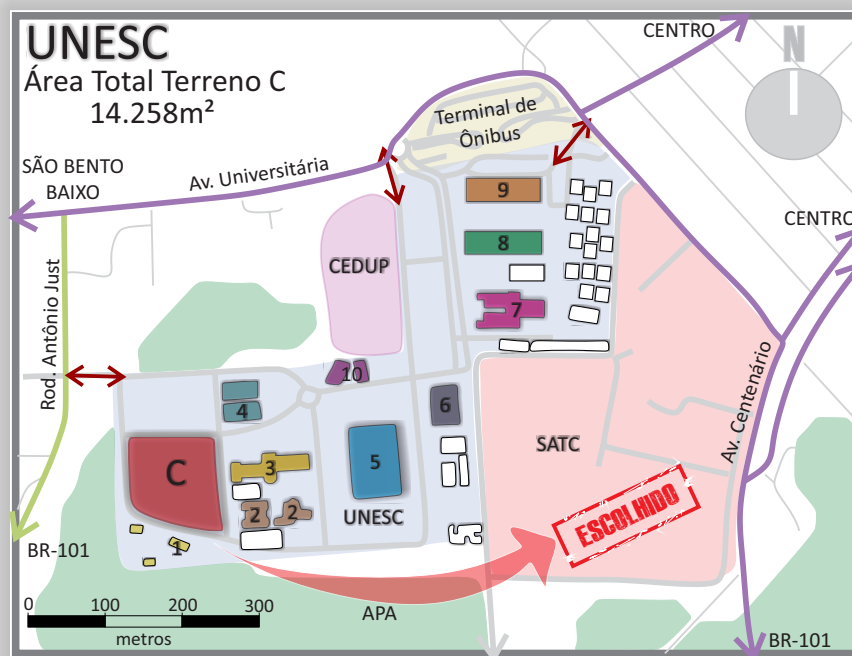 UNESC
Área Total Terreno C
14.258m²
CENTRO
N
Terminal de
Ônibus
SÃO BENTO
BAIXO
Av. Universitária
9
CENTRO
8
CEDUP
Rod. Antônio Just
7
10
4
6
Av. Centenário
C
3
5
SATC
ESCOLHIDO
2
2
UNESC
1
BR-101
0
100
200
300
metros
APA
BR-101